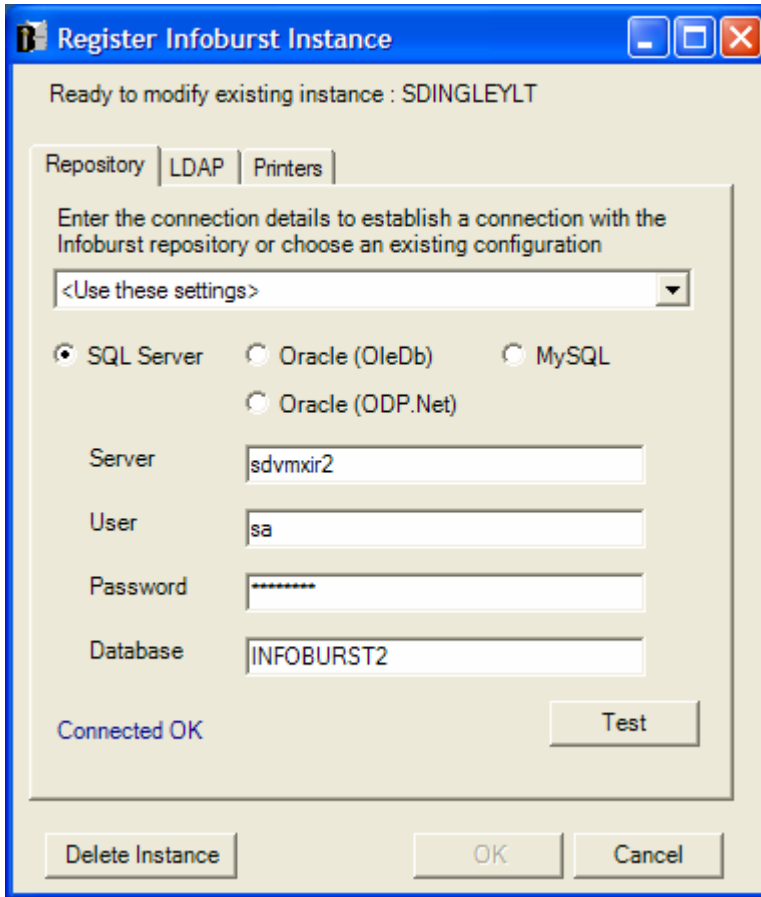 Register Infoburst Instance
Ready to modify existing instance : SDINGLEYLT
Repository LDAP Printers
Enter the connection details to establish a connection with the
Infoburst repository or choose an existing configuration
<Use these settings>
SQL Server Oracle (OleDb) MySQL
Oracle (ODP.Net)
Server sdvmxir2
User sa
Password ********
Database INFOBURST2
Connected OK Test
Delete Instance OK Cancel